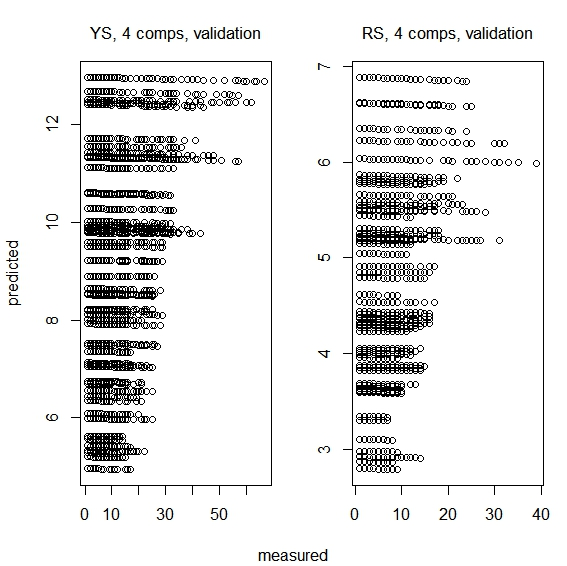 YS, 4 comps, validation
RS, 4 comps, validation
predicted
12
10
8
6
0 10 30 50
7
6
5
4
3
0 10 20 30 40
measured